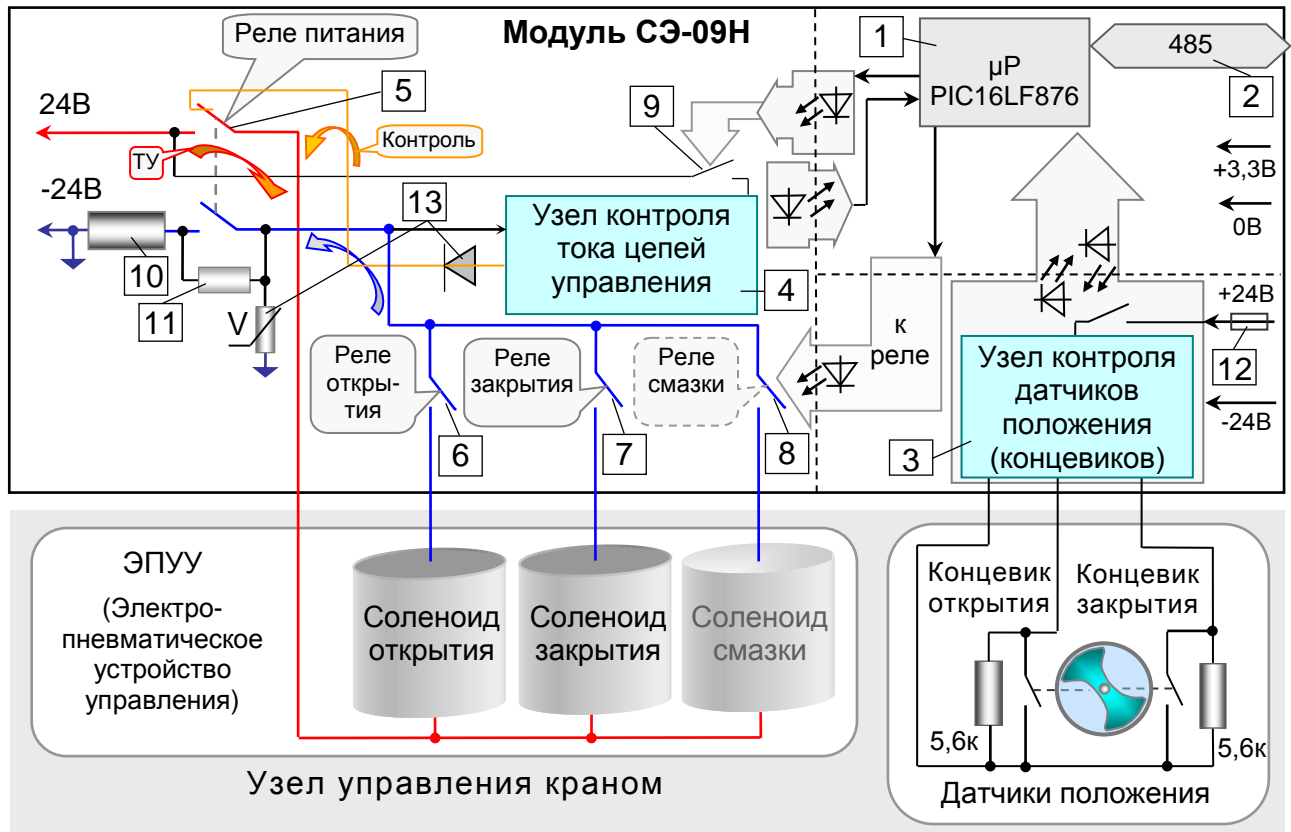 Модуль СЭ-09Н
Реле питания
1
µP
PIC16LF876
485
2
5
9
24В
Контроль
ТУ
+3,3В
0В
-24В
13
Узел контроля
тока цепей
управления
4
10
11
V
+24В
12
-24В
к
реле
Реле
откры-
тия
Реле
закрытия
Реле
смазки
6
7
8
Узел контроля
датчиков
положения
(концевиков)
3
ЭПУУ
(Электро-
пневматическое
устройство
управления)
Соленоид
открытия
Соленоид
закрытия
Соленоид
смазки
Концевик
открытия
Концевик
закрытия
5,6к
5,6к
Датчики положения
Узел управления краном